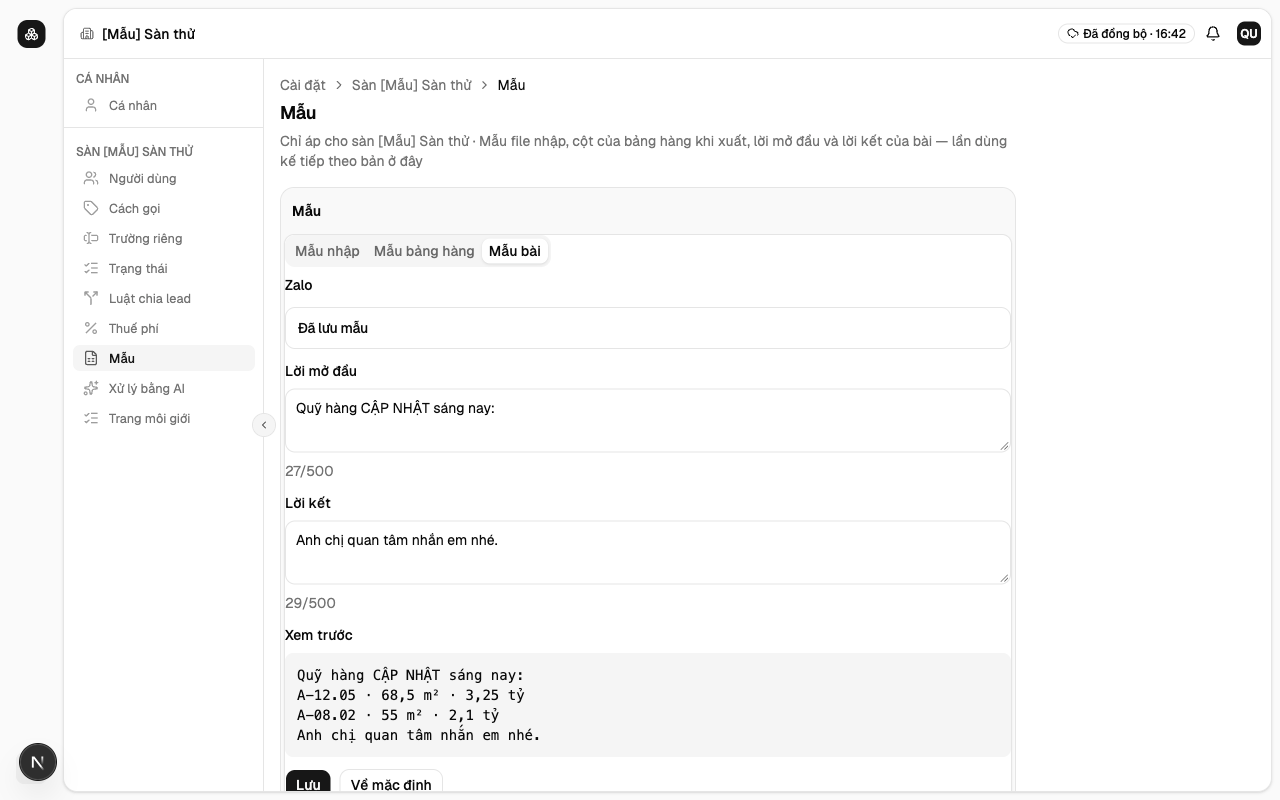 [Mẫu] Sàn thử
Đã đồng bộ · 16:42
QU
CÁ NHÂN
Cá nhân
SÀN [MẪU] SÀN THỬ
Người dùng
Cách gọi
Trường riêng
Trạng thái
Luật chia lead
Thuế phí
Mẫu
Xử lý bằng AI
Trang môi giới
Cài đặt > Sàn [Mẫu] Sàn thử > Mẫu
Mẫu
Chỉ áp cho sàn [Mẫu] Sàn thử · Mẫu file nhập, cột của bảng hàng khi xuất, lời mở đầu và lời kết của bài — lần dùng
kế tiếp theo bản ở đây
Mẫu
Mẫu nhập Mẫu bảng hàng Mẫu bài
Zalo
Đã lưu mẫu
Lời mở đầu
Quỹ hàng CẬP NHẬT sáng nay:
27/500
Lời kết
Anh chị quan tâm nhắn em nhé.
29/500
Xem trước
Quỹ hàng CẬP NHẬT sáng nay:
A-12.05 · 68,5 m² · 3,25 tỷ
A-08.02 · 55 m² · 2,1 tỷ
Anh chị quan tâm nhắn em nhé.
Lưu Về mặc định
N